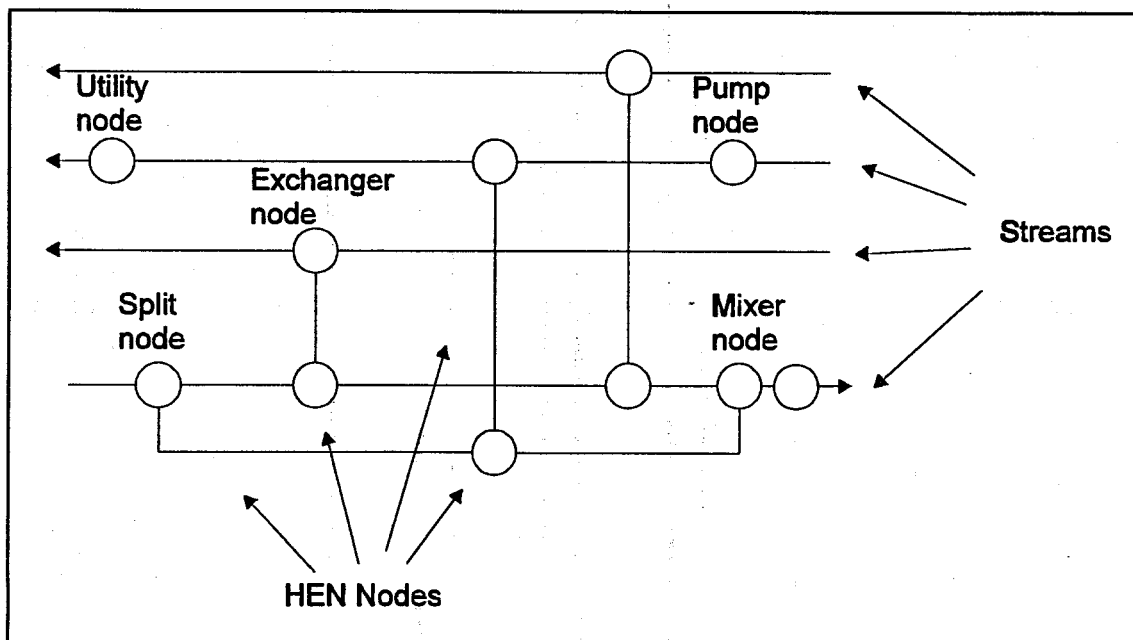 Utility
node
Pump
node
Exchanger
node
Streams
Split
node
Mixer
node
HEN Nodes